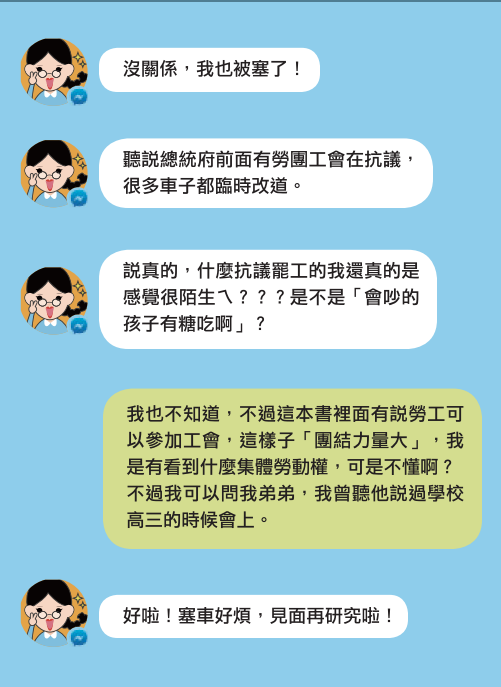 沒關係，我也被塞了！
聽説總統府前面有勞團工會在抗議，
很多車子都臨時改道。
説真的，什麼抗議罷工的我還真的是
感覺很陌生ㄟ？？？是不是「會吵的
孩子有糖吃啊」？
我也不知道，不過這本書裡面有説勞工可
以參加工會，這樣子「團結力量大」，我
是有看到什麼集體勞動權，可是不懂啊？
不過我可以問我弟弟，我曾聽他説過學校
高三的時候會上。
好啦！塞車好煩，見面再研究啦！